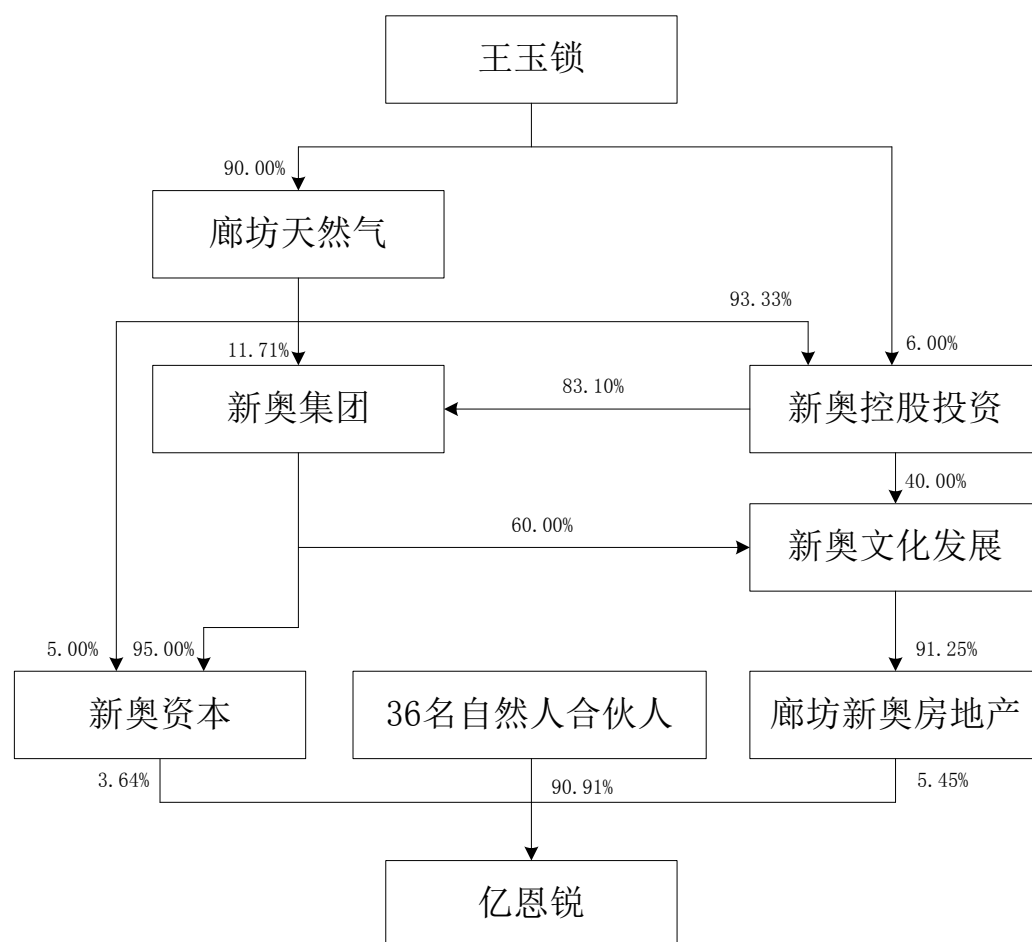 王玉锁
90.00%
廊坊天然气
93.33%
11.71%
6.00%
新奥集团
83.10%
新奥控股投资
40.00%
60.00%
新奥文化发展
5.00%
95.00%
91.25%
新奥资本
36名自然人合伙人
廊坊新奥房地产
3.64%
90.91%
5.45%
亿恩锐